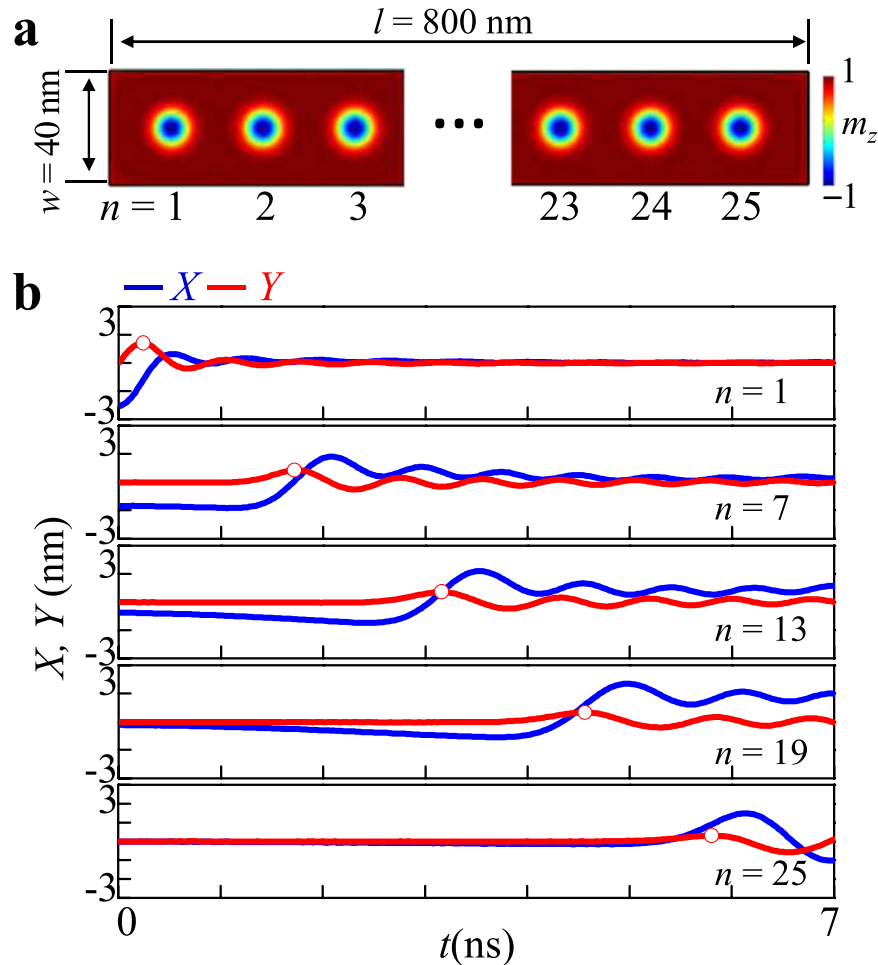 a
l = 800 nm
w = 40 nm
1
m_z
−1
n = 1 2 3 ••• 23 24 25
b
X Y
3
-3
n = 1
3
-3
n = 7
3
-3
n = 13
3
-3
n = 19
3
-3
n = 25
X, Y (nm)
0 7
t(ns)